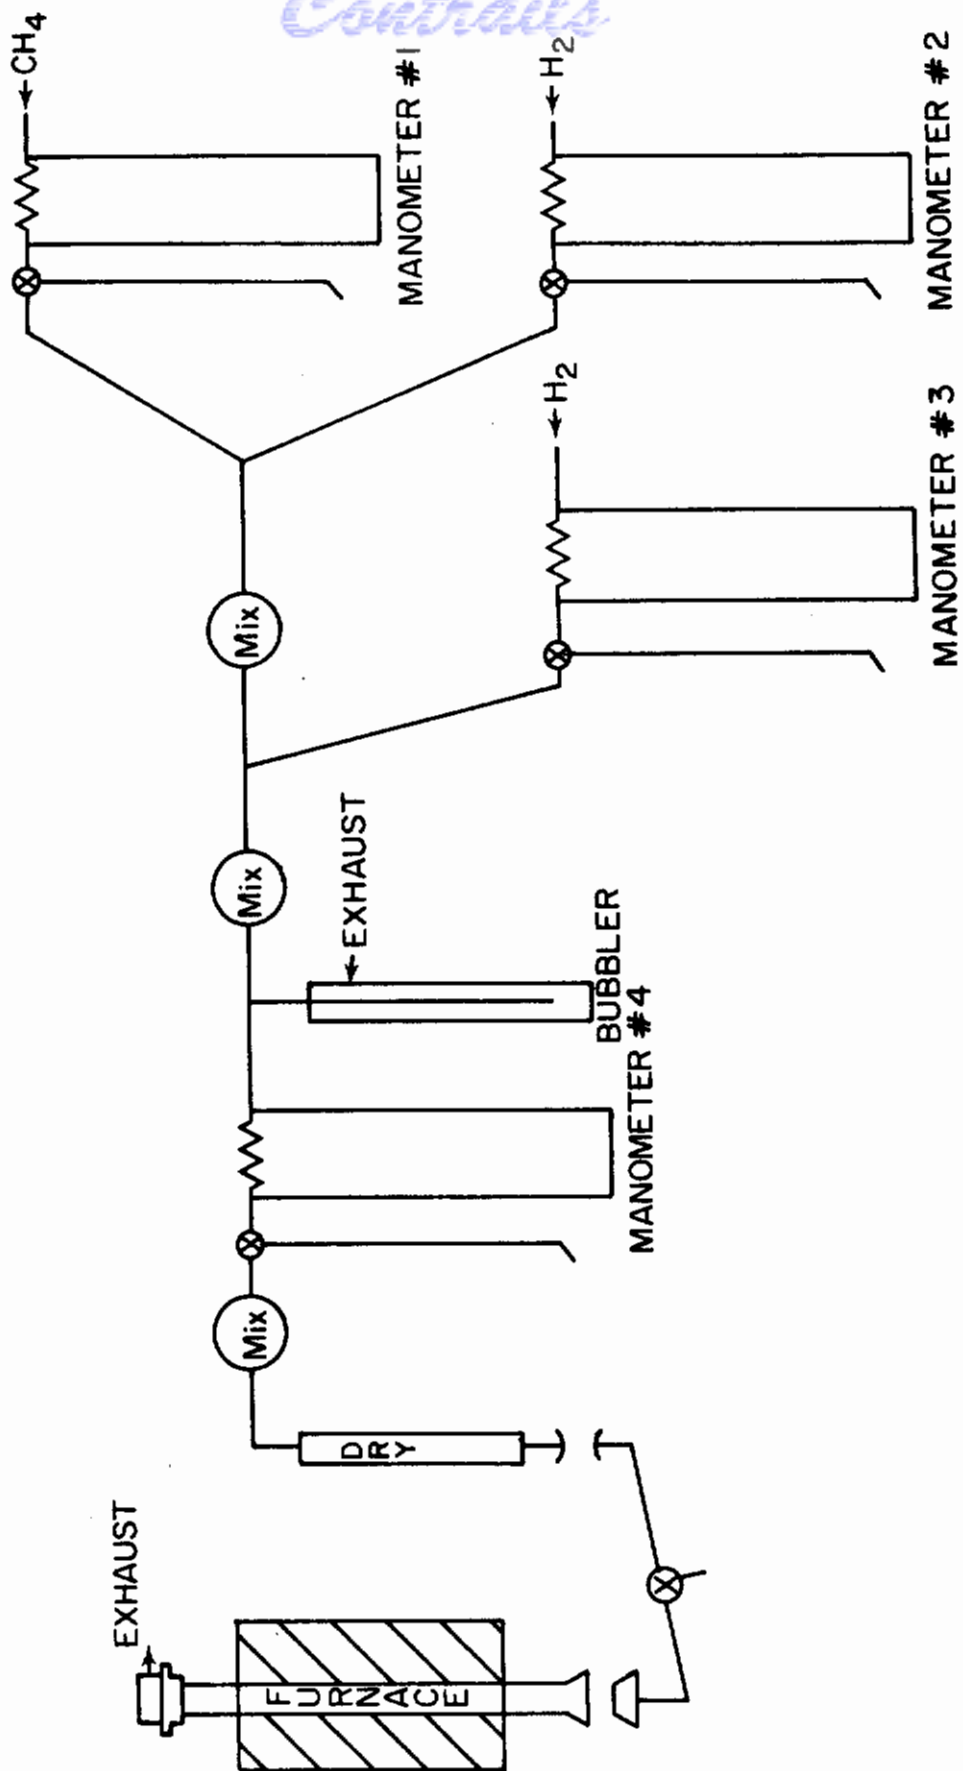 Contrails
CH4
MANOMETER #1
H2
MANOMETER #2
H2
MANOMETER #3
Mix
Mix
EXHAUST
BUBBLER
MANOMETER #4
Mix
DRY
EXHAUST
FURNACE